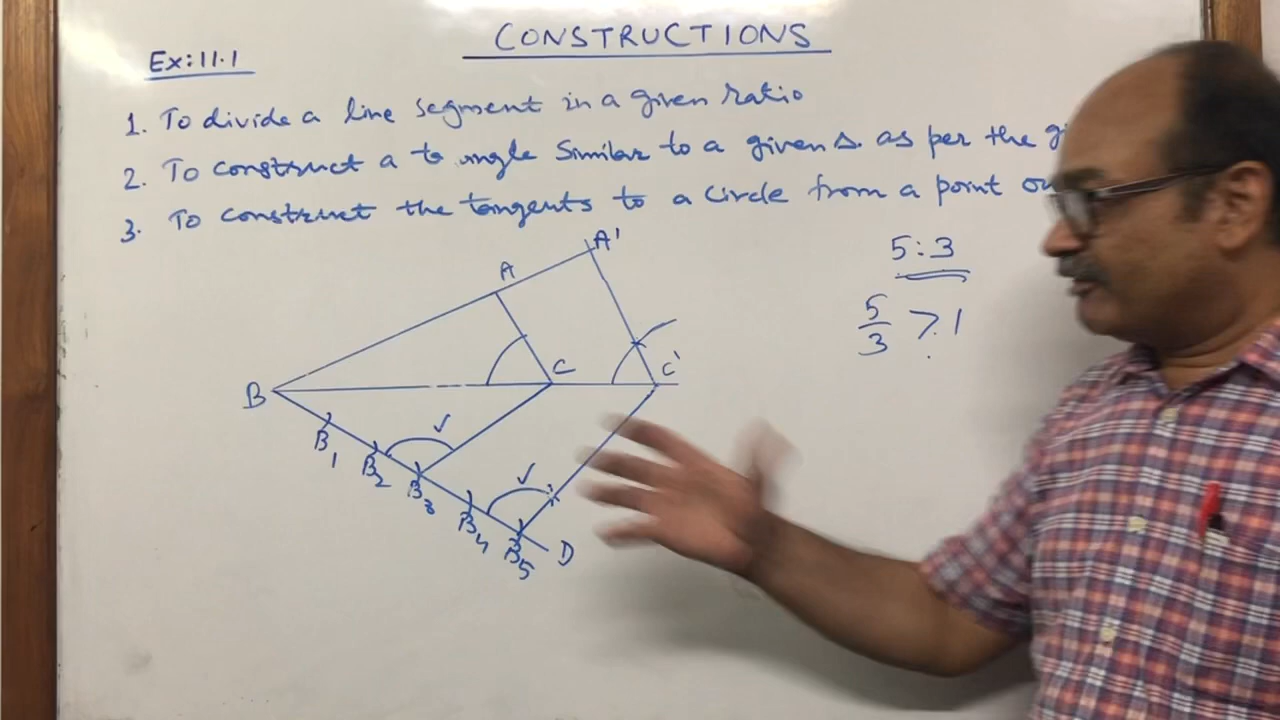 CONSTRUCTIONS
Ex: 11.1
1. To divide a line segment in a given ratio
2. To construct a triangle similar to a given Δ. as per the
3. To construct the tangents to a circle from a point
5:3
5/3 > 1
A
A'
B
C
C'
B1
B2
B3
B4
B5
D